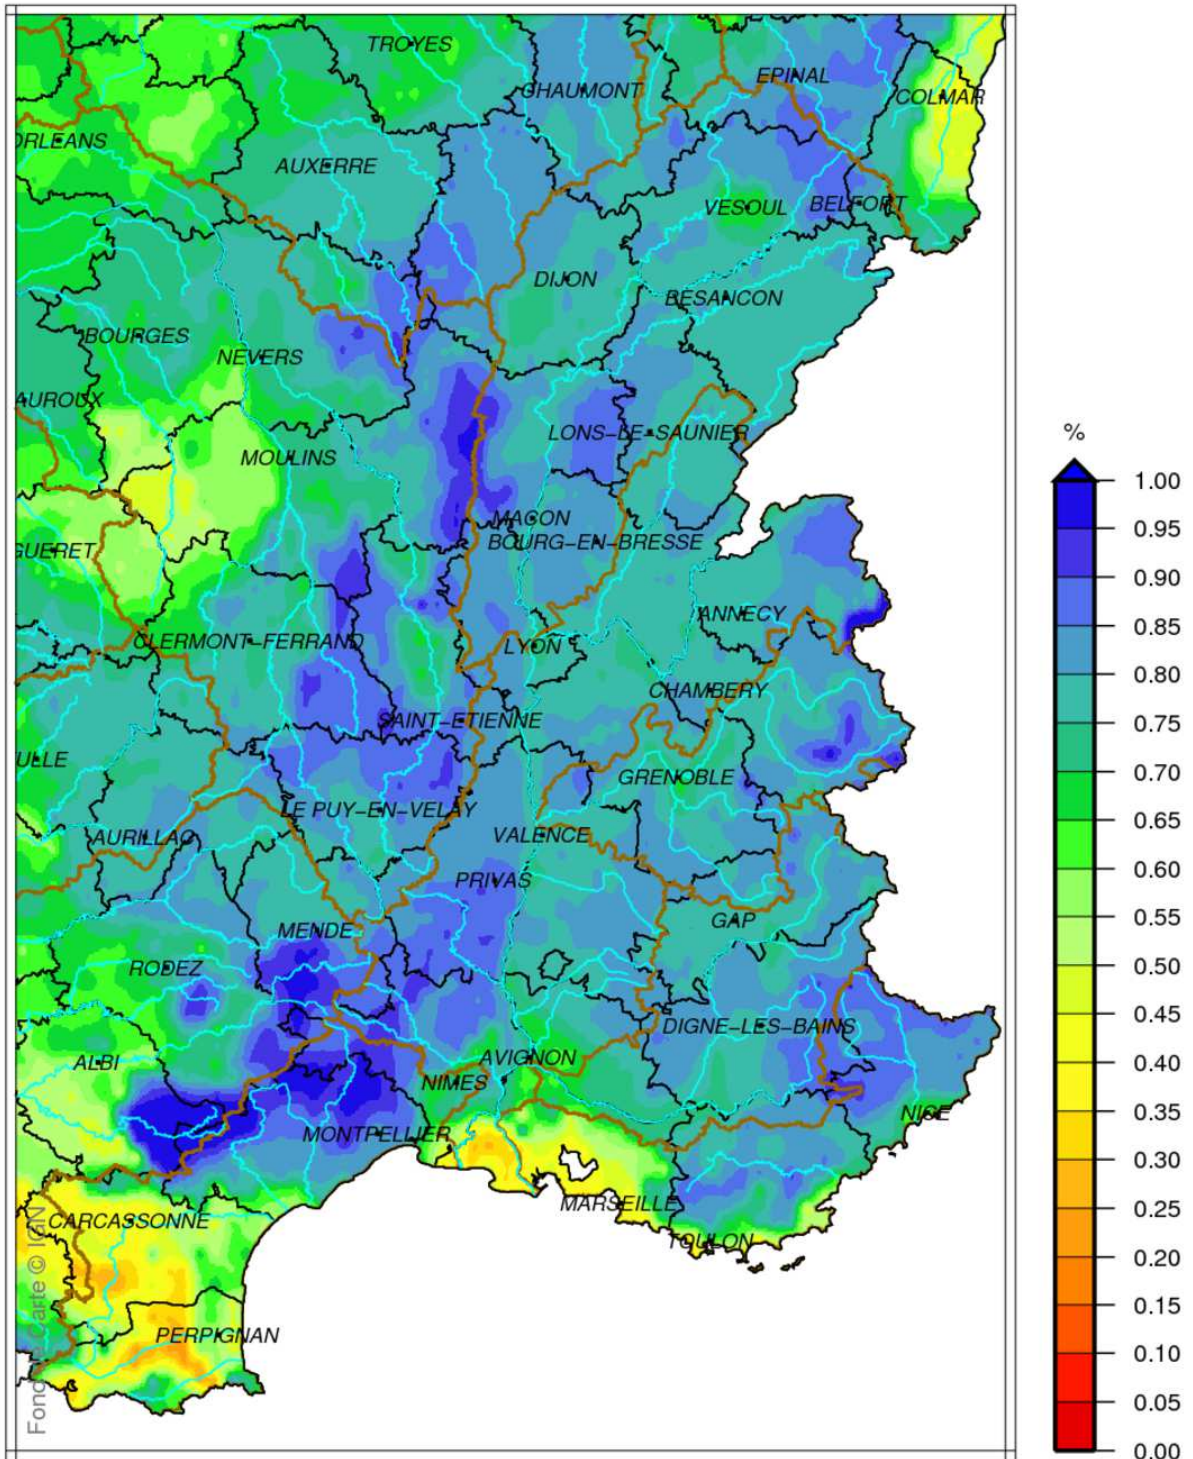 TROYES
EPINAL
CHAUMONT
COLMAR
ORLEANS
AUXERRE
VESOUL
BELFORT
DIJON
BESANCON
BOURGES
NEVERS
AUROUX
LONS-LE-SAUNIER
MOULINS
MACON
BOURG-EN-BRESSE
GUERET
ANNECY
CLERMONT-FERRAND
LYON
CHAMBERY
SAINT-ETIENNE
ULLE
GRENOBLE
LE PUY-EN-VELAY
AURILLAC
VALENCE
PRIVAS
GAP
MENDE
RODEZ
DIGNE-LES-BAINS
ALBI
AVIGNON
NIMES
NICE
MONTPELLIER
MARSEILLE
CARCASSONNE
TOULON
PERPIGNAN
Fond de Carte © IGN
%
1.00
0.95
0.90
0.85
0.80
0.75
0.70
0.65
0.60
0.55
0.50
0.45
0.40
0.35
0.30
0.25
0.20
0.15
0.10
0.05
0.00